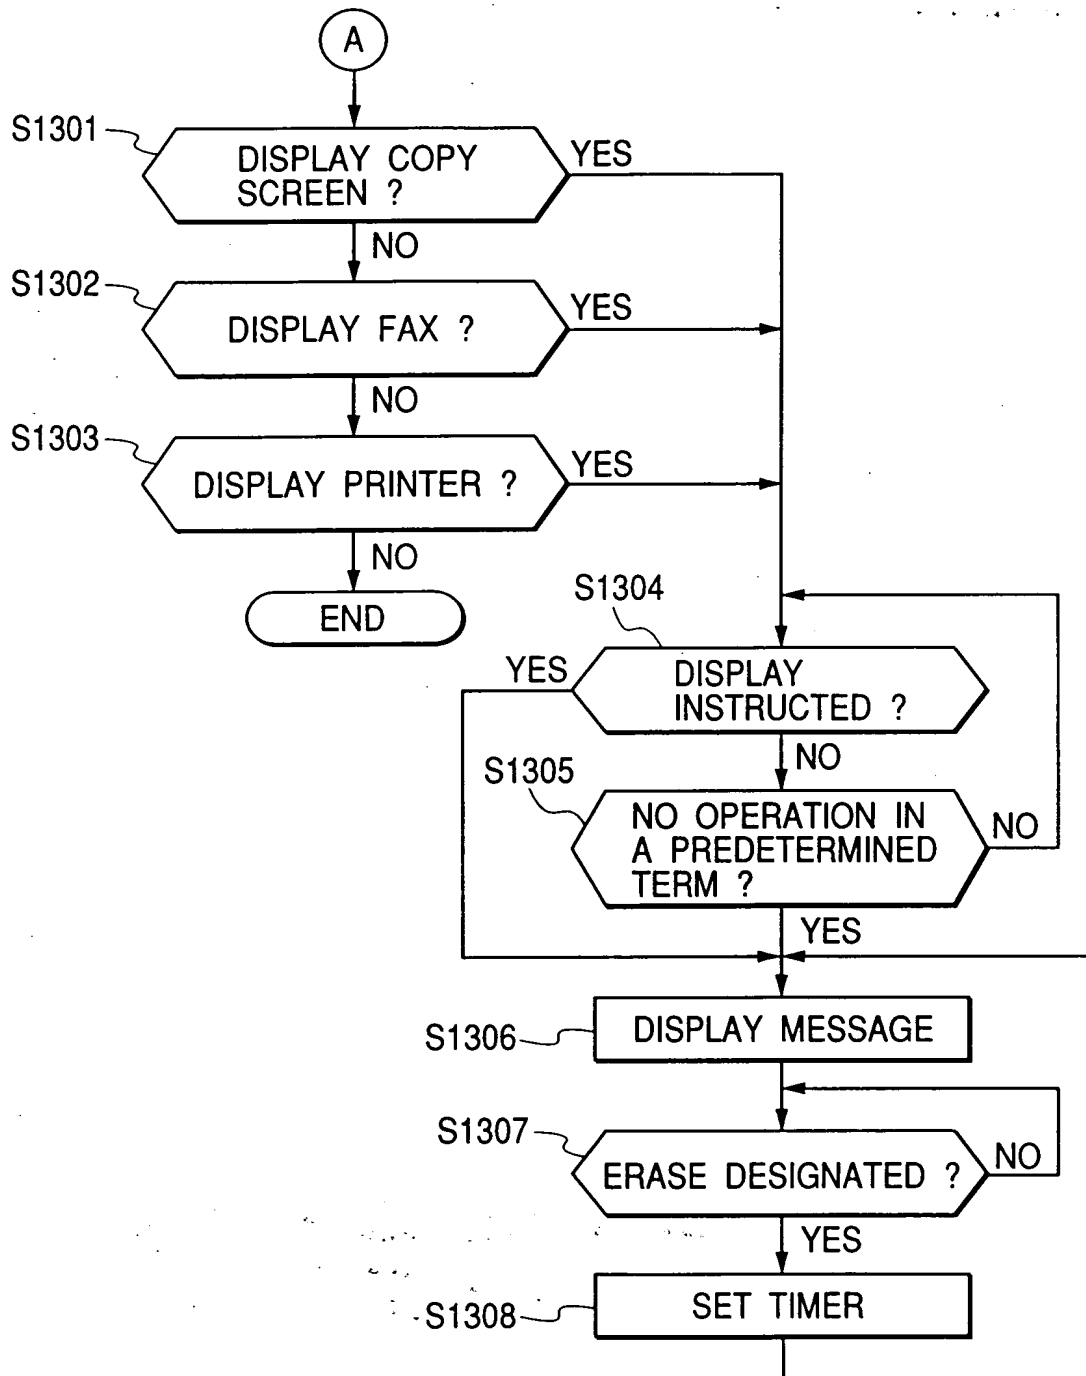 A
S1301
DISPLAY COPY
SCREEN ?
YES
NO
S1302
DISPLAY FAX ?
YES
NO
S1303
DISPLAY PRINTER ?
YES
NO
END
S1304
YES
DISPLAY
INSTRUCTED ?
NO
S1305
NO OPERATION IN
A PREDETERMINED
TERM ?
NO
YES
S1306
DISPLAY MESSAGE
S1307
ERASE DESIGNATED ?
NO
YES
S1308
SET TIMER